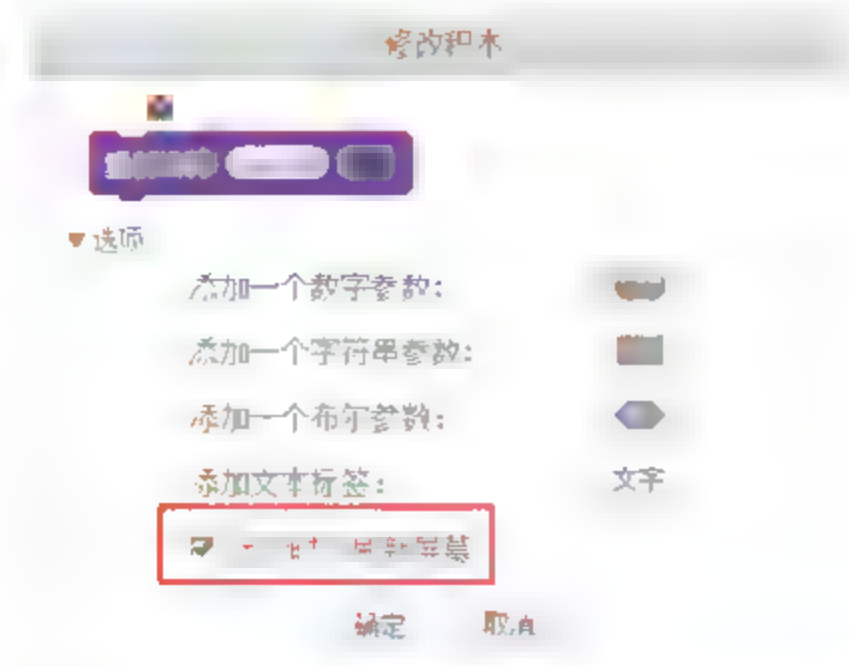 修改积木
选项
添加一个数字参数：
添加一个字符串参数：
添加一个布尔参数：
添加文本标签： 文字
屏幕
确定 取消